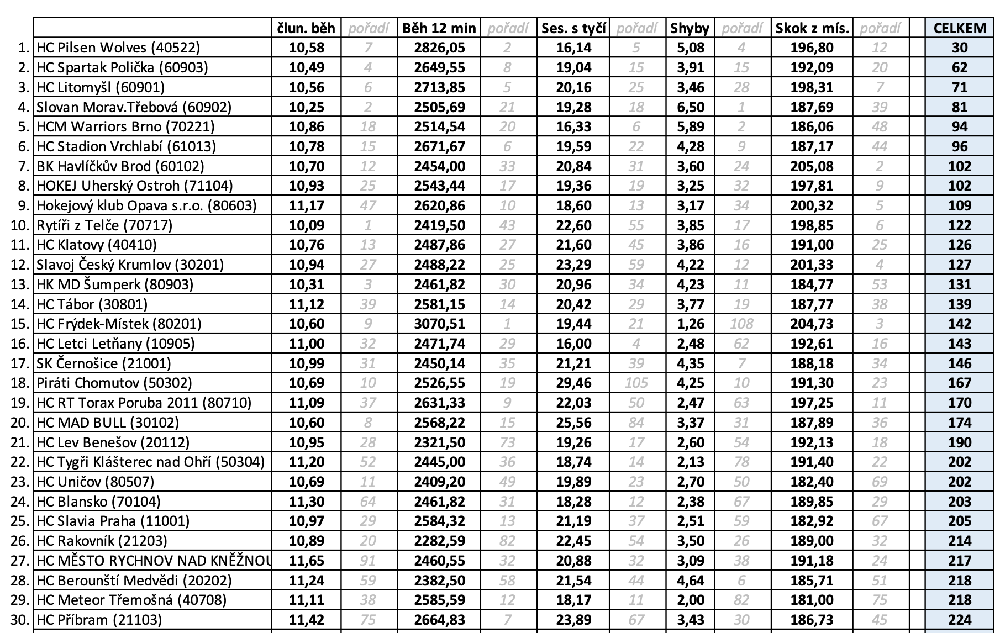 člun. běh pořadí Běh 12 min pořadí Ses. s tyčí pořadí Shyby pořadí Skok z mís. pořadí CELKEM
1. HC Pilsen Wolves (40522) 10,58 7 2826,05 2 16,14 5 5,08 4 196,80 12 30
2. HC Spartak Polička (60903) 10,49 4 2649,55 8 19,04 15 3,91 15 192,09 20 62
3. HC Litomyšl (60901) 10,56 6 2713,85 5 20,16 25 3,46 28 198,31 7 71
4. Slovan Morav.Třebová (60902) 10,25 2 2505,69 21 19,28 18 6,50 1 187,69 39 81
5. HCM Warriors Brno (70221) 10,86 18 2514,54 20 16,33 6 5,89 2 186,06 48 94
6. HC Stadion Vrchlabí (61013) 10,78 15 2671,67 6 19,59 22 4,28 9 187,17 44 96
7. BK Havlíčkův Brod (60102) 10,70 12 2454,00 33 20,84 31 3,60 24 205,08 2 102
8. HOKEJ Uherský Ostroh (71104) 10,93 25 2543,44 17 19,36 19 3,25 32 197,81 9 102
9. Hokejový klub Opava s.r.o. (80603) 11,17 47 2620,86 10 18,60 13 3,17 34 200,32 5 109
10. Rytíři z Telče (70717) 10,09 1 2419,50 43 22,60 55 3,85 17 198,85 6 122
11. HC Klatovy (40410) 10,76 13 2487,86 27 21,60 45 3,86 16 191,00 25 126
12. Slavoj Český Krumlov (30201) 10,94 27 2488,22 25 23,29 59 4,22 12 201,33 4 127
13. HK MD Šumperk (80903) 10,31 3 2461,82 30 20,96 34 4,23 11 184,77 53 131
14. HC Tábor (30801) 11,12 39 2581,15 14 20,42 29 3,77 19 187,77 38 139
15. HC Frýdek-Místek (80201) 10,60 9 3070,51 1 19,44 21 1,26 108 204,73 3 142
16. HC Letci Letňany (10905) 11,00 32 2471,74 29 16,00 4 2,48 62 192,61 16 143
17. SK Černošice (21001) 10,99 31 2450,14 35 21,21 39 4,35 7 188,18 34 146
18. Piráti Chomutov (50302) 10,69 10 2526,55 19 29,46 105 4,25 10 191,30 23 167
19. HC RT Torax Poruba 2011 (80710) 11,09 37 2631,33 9 22,03 50 2,47 63 197,25 11 170
20. HC MAD BULL (30102) 10,60 8 2568,22 15 25,56 84 3,37 31 187,89 36 174
21. HC Lev Benešov (20112) 10,95 28 2321,50 73 19,26 17 2,60 54 192,13 18 190
22. HC Tygři Klášterec nad Ohří (50304) 11,20 52 2445,00 36 18,74 14 2,13 78 191,40 22 202
23. HC Uničov (80507) 10,69 11 2409,20 49 19,89 23 2,70 50 182,40 69 202
24. HC Blansko (70104) 11,30 64 2461,82 31 18,28 12 2,38 67 189,85 29 203
25. HC Slavia Praha (11001) 10,97 29 2584,32 13 21,19 37 2,51 59 182,92 67 205
26. HC Rakovník (21203) 10,89 20 2282,59 82 22,45 54 3,50 26 189,00 32 214
27. HC MĚSTO RYCHNOV NAD KNĚŽNOU 11,65 91 2460,55 32 20,88 32 3,09 38 191,18 24 217
28. HC Berounští Medvědi (20202) 11,24 59 2382,50 58 21,54 44 4,64 6 185,71 51 218
29. HC Meteor Třemošná (40708) 11,11 38 2585,59 12 18,17 11 2,00 82 181,00 75 218
30. HC Příbram (21103) 11,42 75 2664,83 7 23,89 67 3,43 30 186,73 45 224